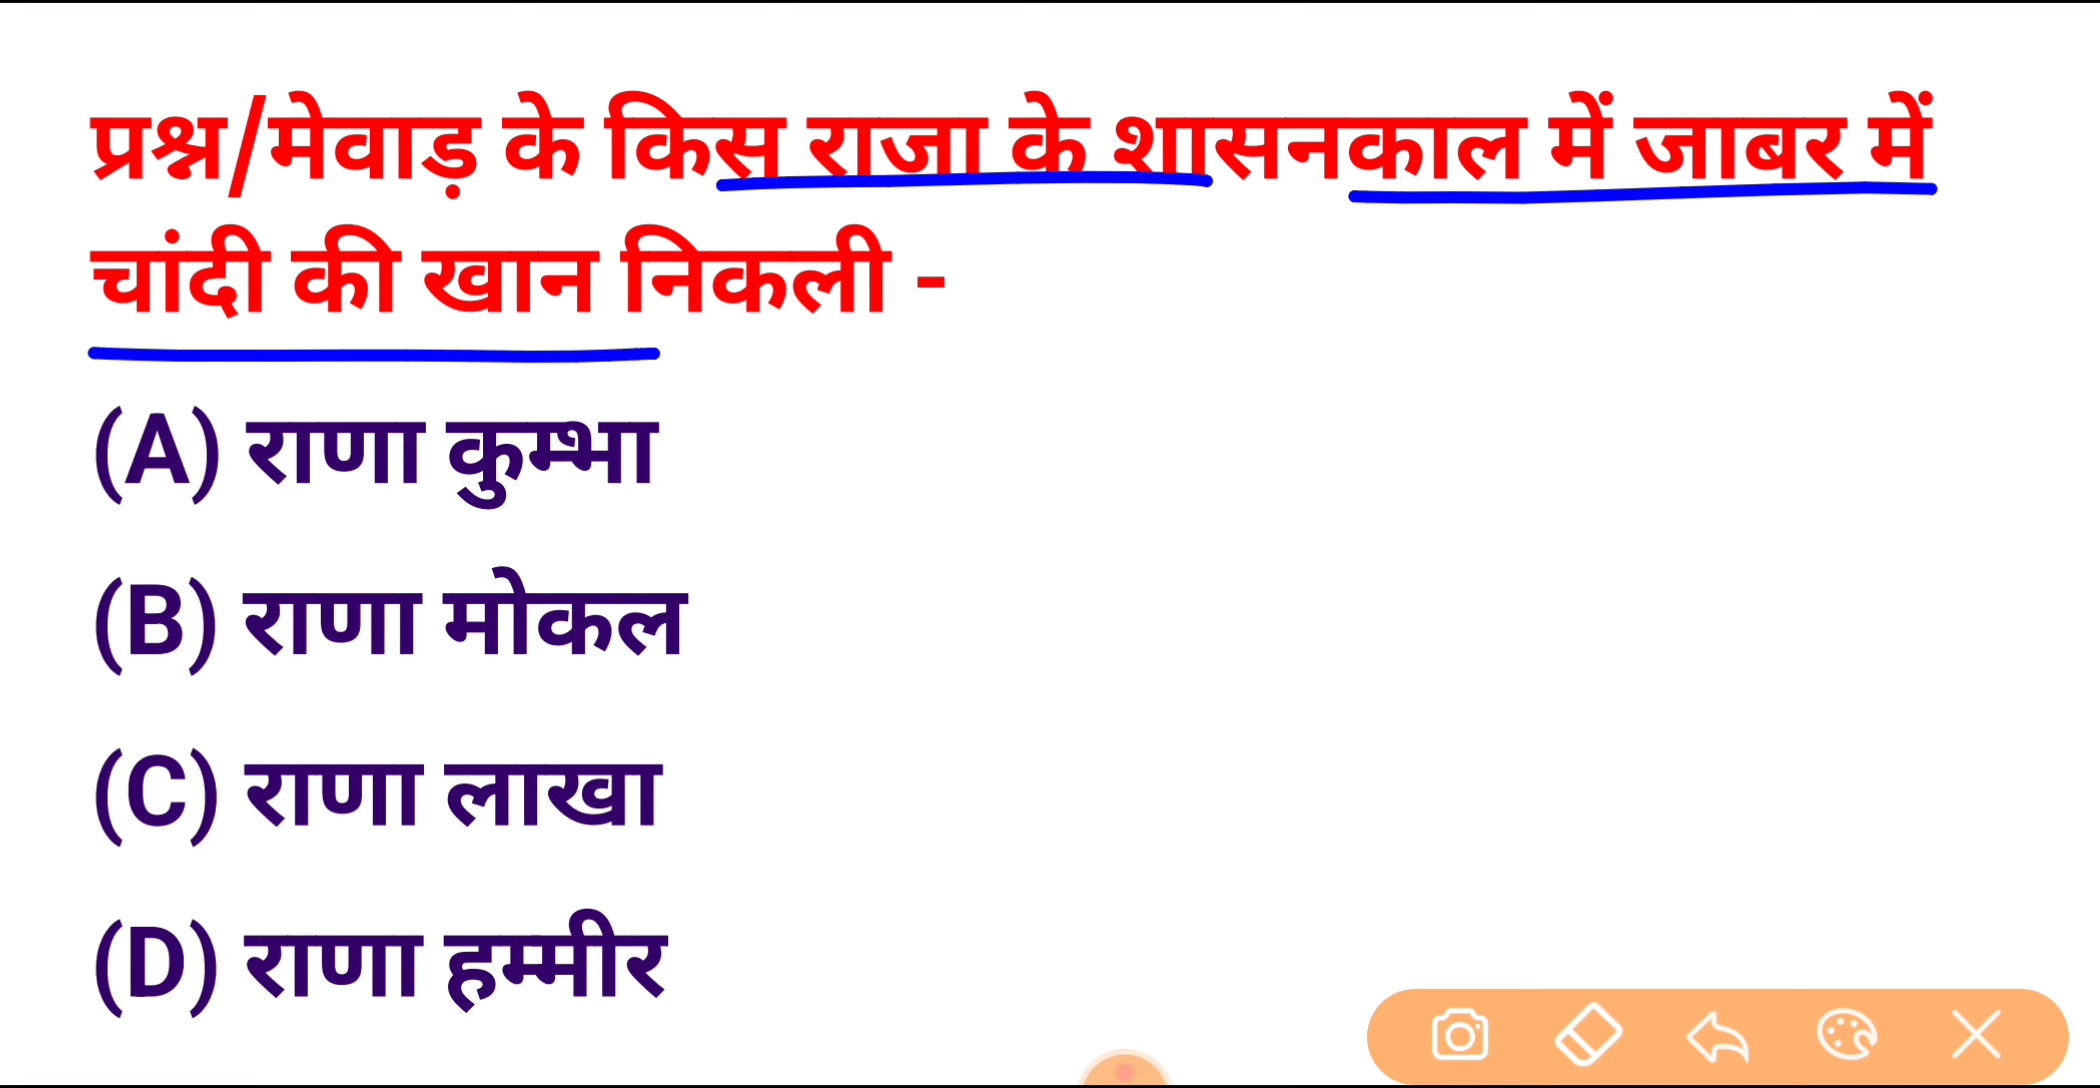 प्रश्न/मेवाड़ के किस राजा के शासनकाल में जाबर में
चांदी की खान निकली -
(A) राणा कुम्भा
(B) राणा मोकल
(C) राणा लाखा
(D) राणा हम्मीर